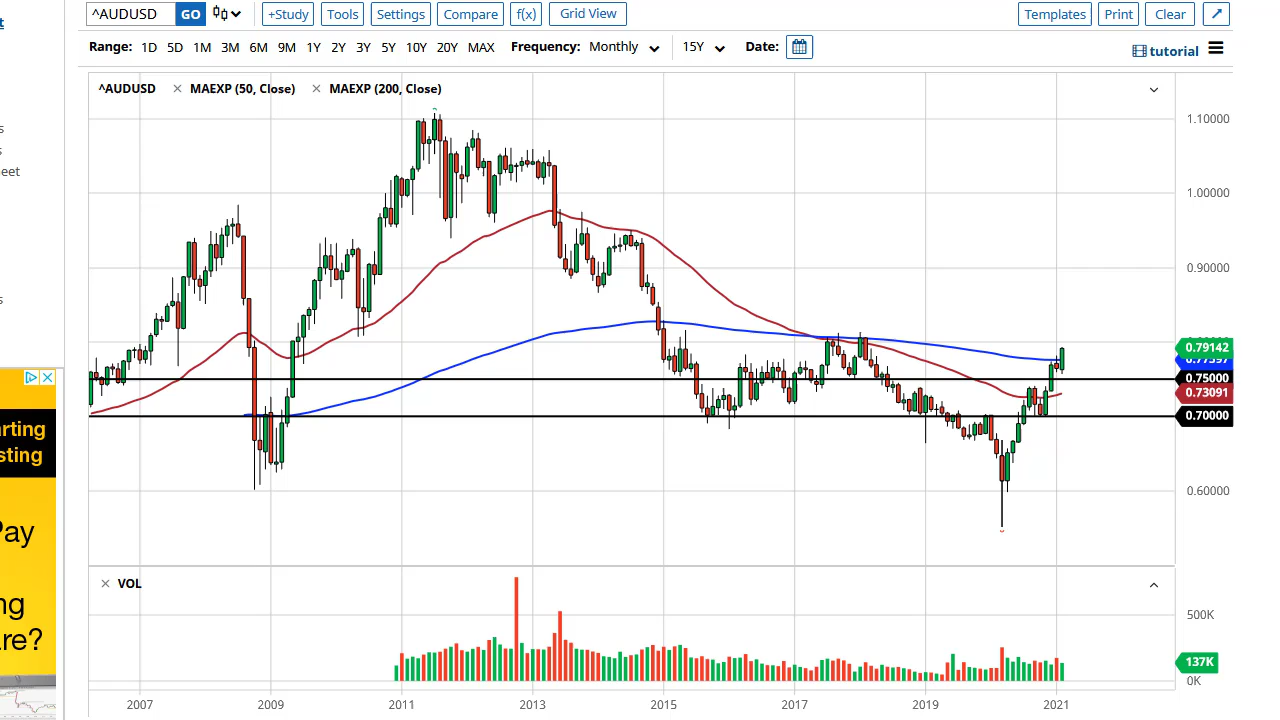 ^AUDUSD GO +Study Tools Settings Compare f(x) Grid View Templates Print Clear
Range: 1D 5D 1M 3M 6M 9M 1Y 2Y 3Y 5Y 10Y 20Y MAX Frequency: Monthly 15Y Date: tutorial
^AUDUSD × MAEXP (50, Close) × MAEXP (200, Close)
1.10000
1.00000
0.90000
0.79142
0.77397
0.75000
0.73091
0.70000
0.60000
× VOL
500K
137K
0K
2007 2009 2011 2013 2015 2017 2019 2021
t
s
s
eet
s
arting
sting
Pay
ng
re?